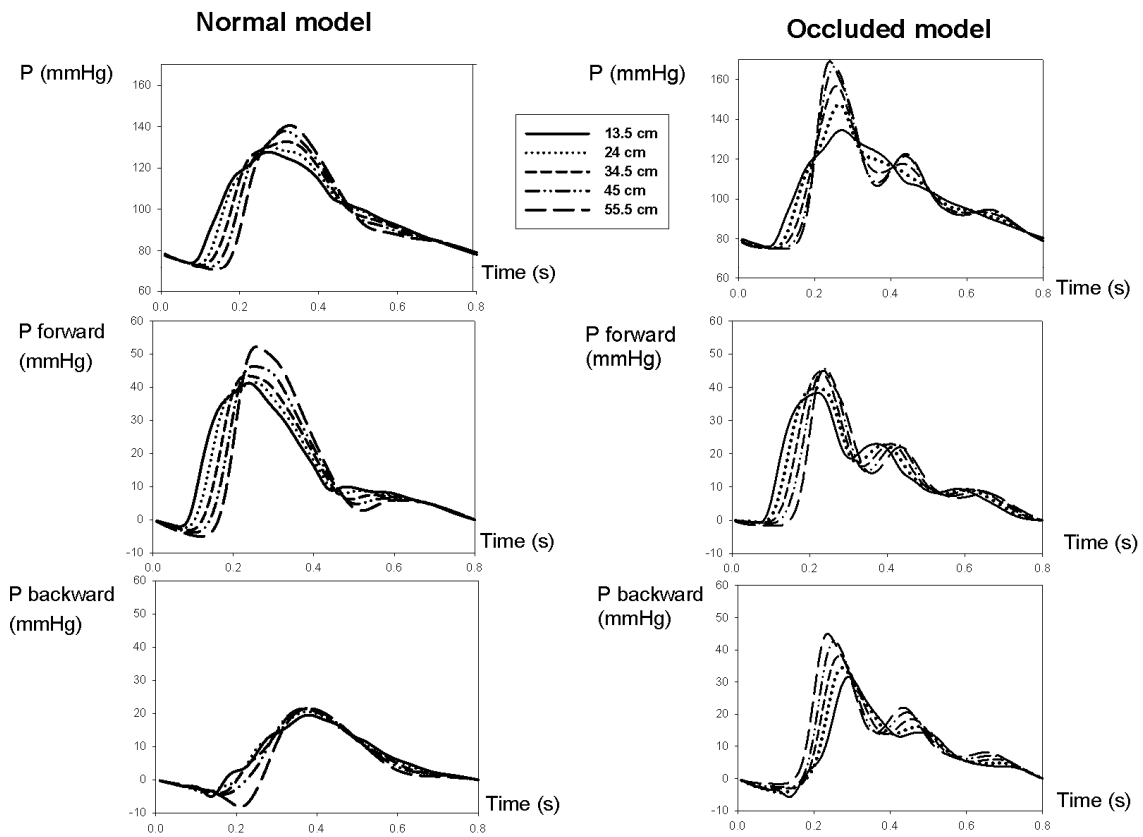 Normal model
Occluded model
P (mmHg)
160
140
120
100
80
60
0.0 0.2 0.4 0.6 0.8
Time (s)
13.5 cm
24 cm
34.5 cm
45 cm
55.5 cm
P (mmHg)
160
140
120
100
80
60
0.0 0.2 0.4 0.6 0.8
Time (s)
P forward
(mmHg)
60
50
40
30
20
10
0
-10
0.0 0.2 0.4 0.6 0.8
Time (s)
P forward
(mmHg)
60
50
40
30
20
10
0
-10
0.0 0.2 0.4 0.6 0.8
Time (s)
P backward
(mmHg)
60
50
40
30
20
10
0
-10
0.0 0.2 0.4 0.6 0.8
Time (s)
P backward
(mmHg)
60
50
40
30
20
10
0
-10
0.0 0.2 0.4 0.6 0.8
Time (s)